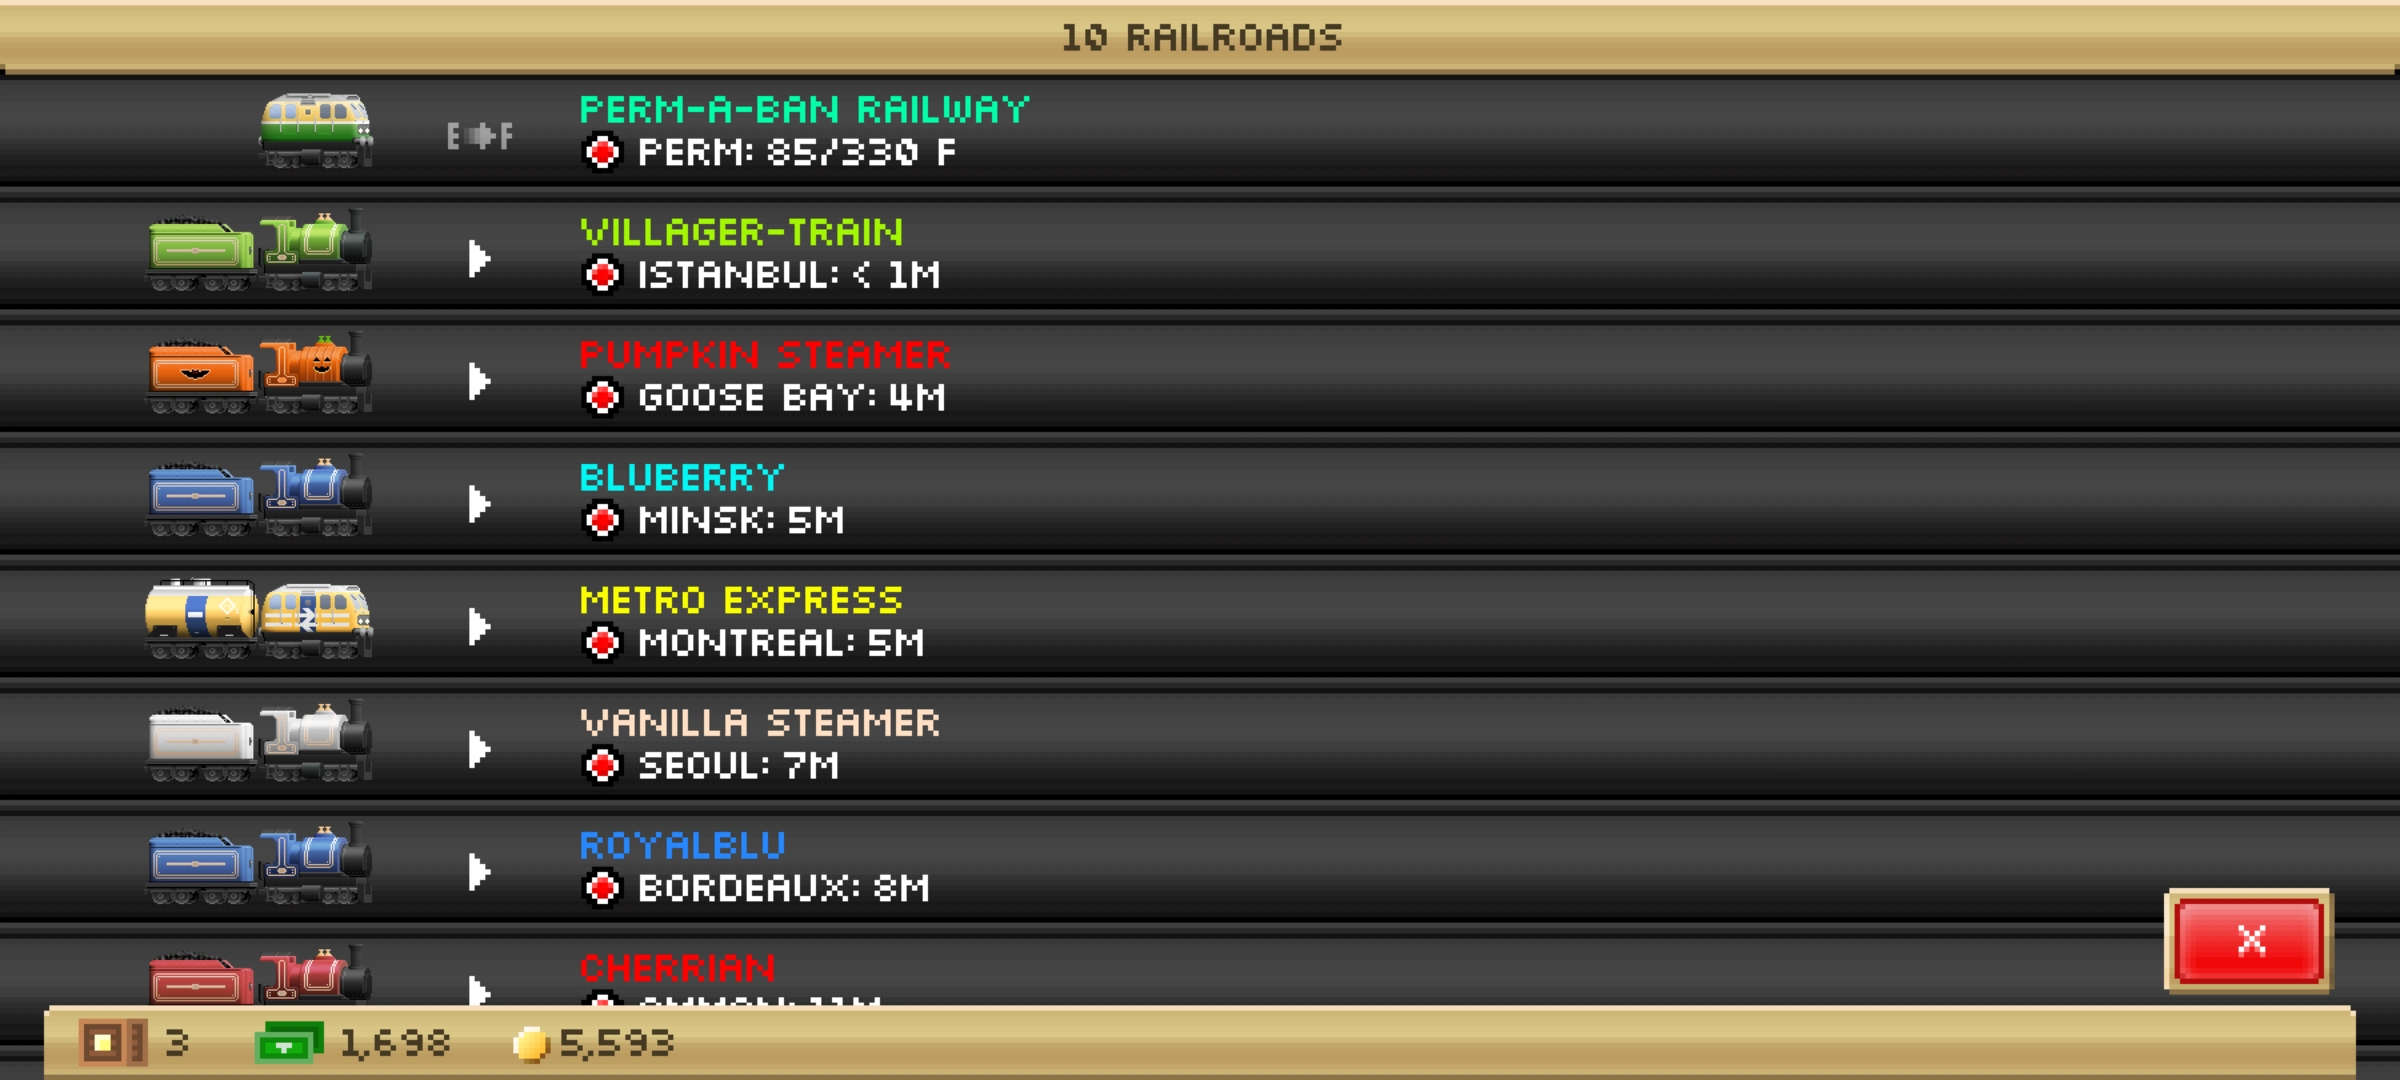 10 RAILROADS
E F
PERM-A-BAN RAILWAY
PERM: 85/330 F
VILLAGER-TRAIN
ISTANBUL: < 1M
PUMPKIN STEAMER
GOOSE BAY: 4M
BLUBERRY
MINSK: 5M
METRO EXPRESS
MONTREAL: 5M
VANILLA STEAMER
SEOUL: 7M
ROYALBLU
BORDEAUX: 8M
CHERRIAN
X
3 1,698 5,593